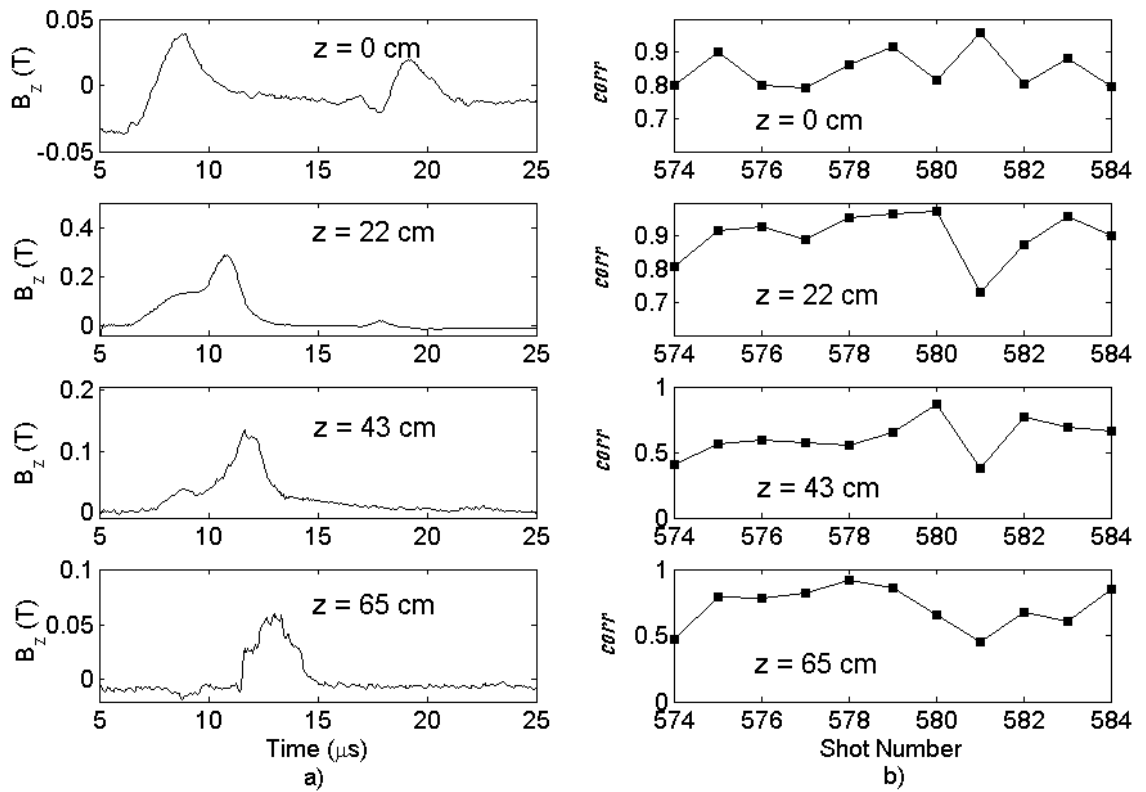 0.05
0
-0.05
B_z (T)
z = 0 cm
5 10 15 20 25
0.4
0.2
0
B_z (T)
z = 22 cm
5 10 15 20 25
0.2
0.1
0
B_z (T)
z = 43 cm
5 10 15 20 25
0.1
0.05
0
B_z (T)
z = 65 cm
5 10 15 20 25
Time (μs)
a)
0.9
0.8
0.7
corr
z = 0 cm
574 576 578 580 582 584
0.9
0.8
0.7
corr
z = 22 cm
574 576 578 580 582 584
1
0.5
0
corr
z = 43 cm
574 576 578 580 582 584
1
0.5
0
corr
z = 65 cm
574 576 578 580 582 584
Shot Number
b)